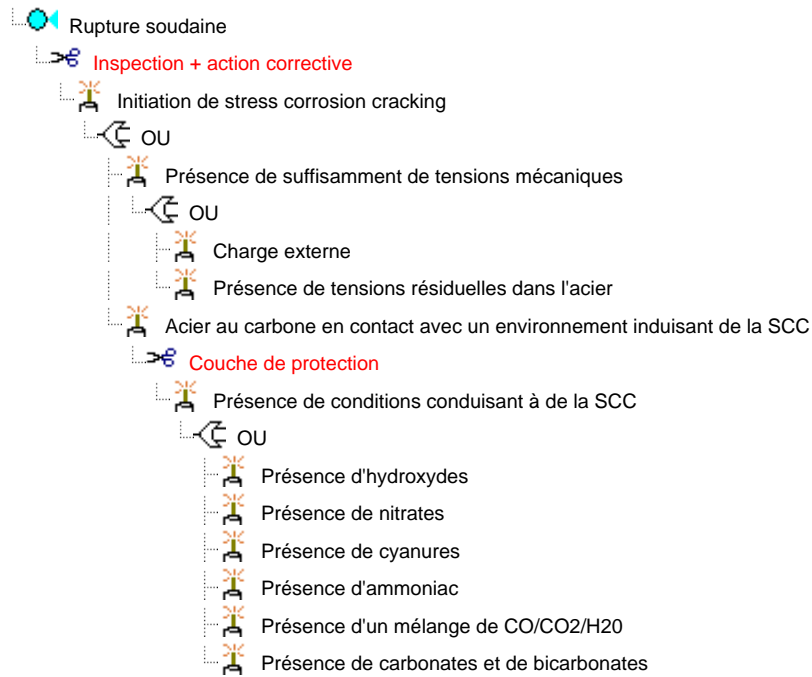 Rupture soudaine
Inspection + action corrective
Initiation de stress corrosion cracking
OU
Présence de suffisamment de tensions mécaniques
OU
Charge externe
Présence de tensions résiduelles dans l'acier
Acier au carbone en contact avec un environnement induisant de la SCC
Couche de protection
Présence de conditions conduisant à de la SCC
OU
Présence d'hydroxydes
Présence de nitrates
Présence de cyanures
Présence d'ammoniac
Présence d'un mélange de CO/CO2/H20
Présence de carbonates et de bicarbonates